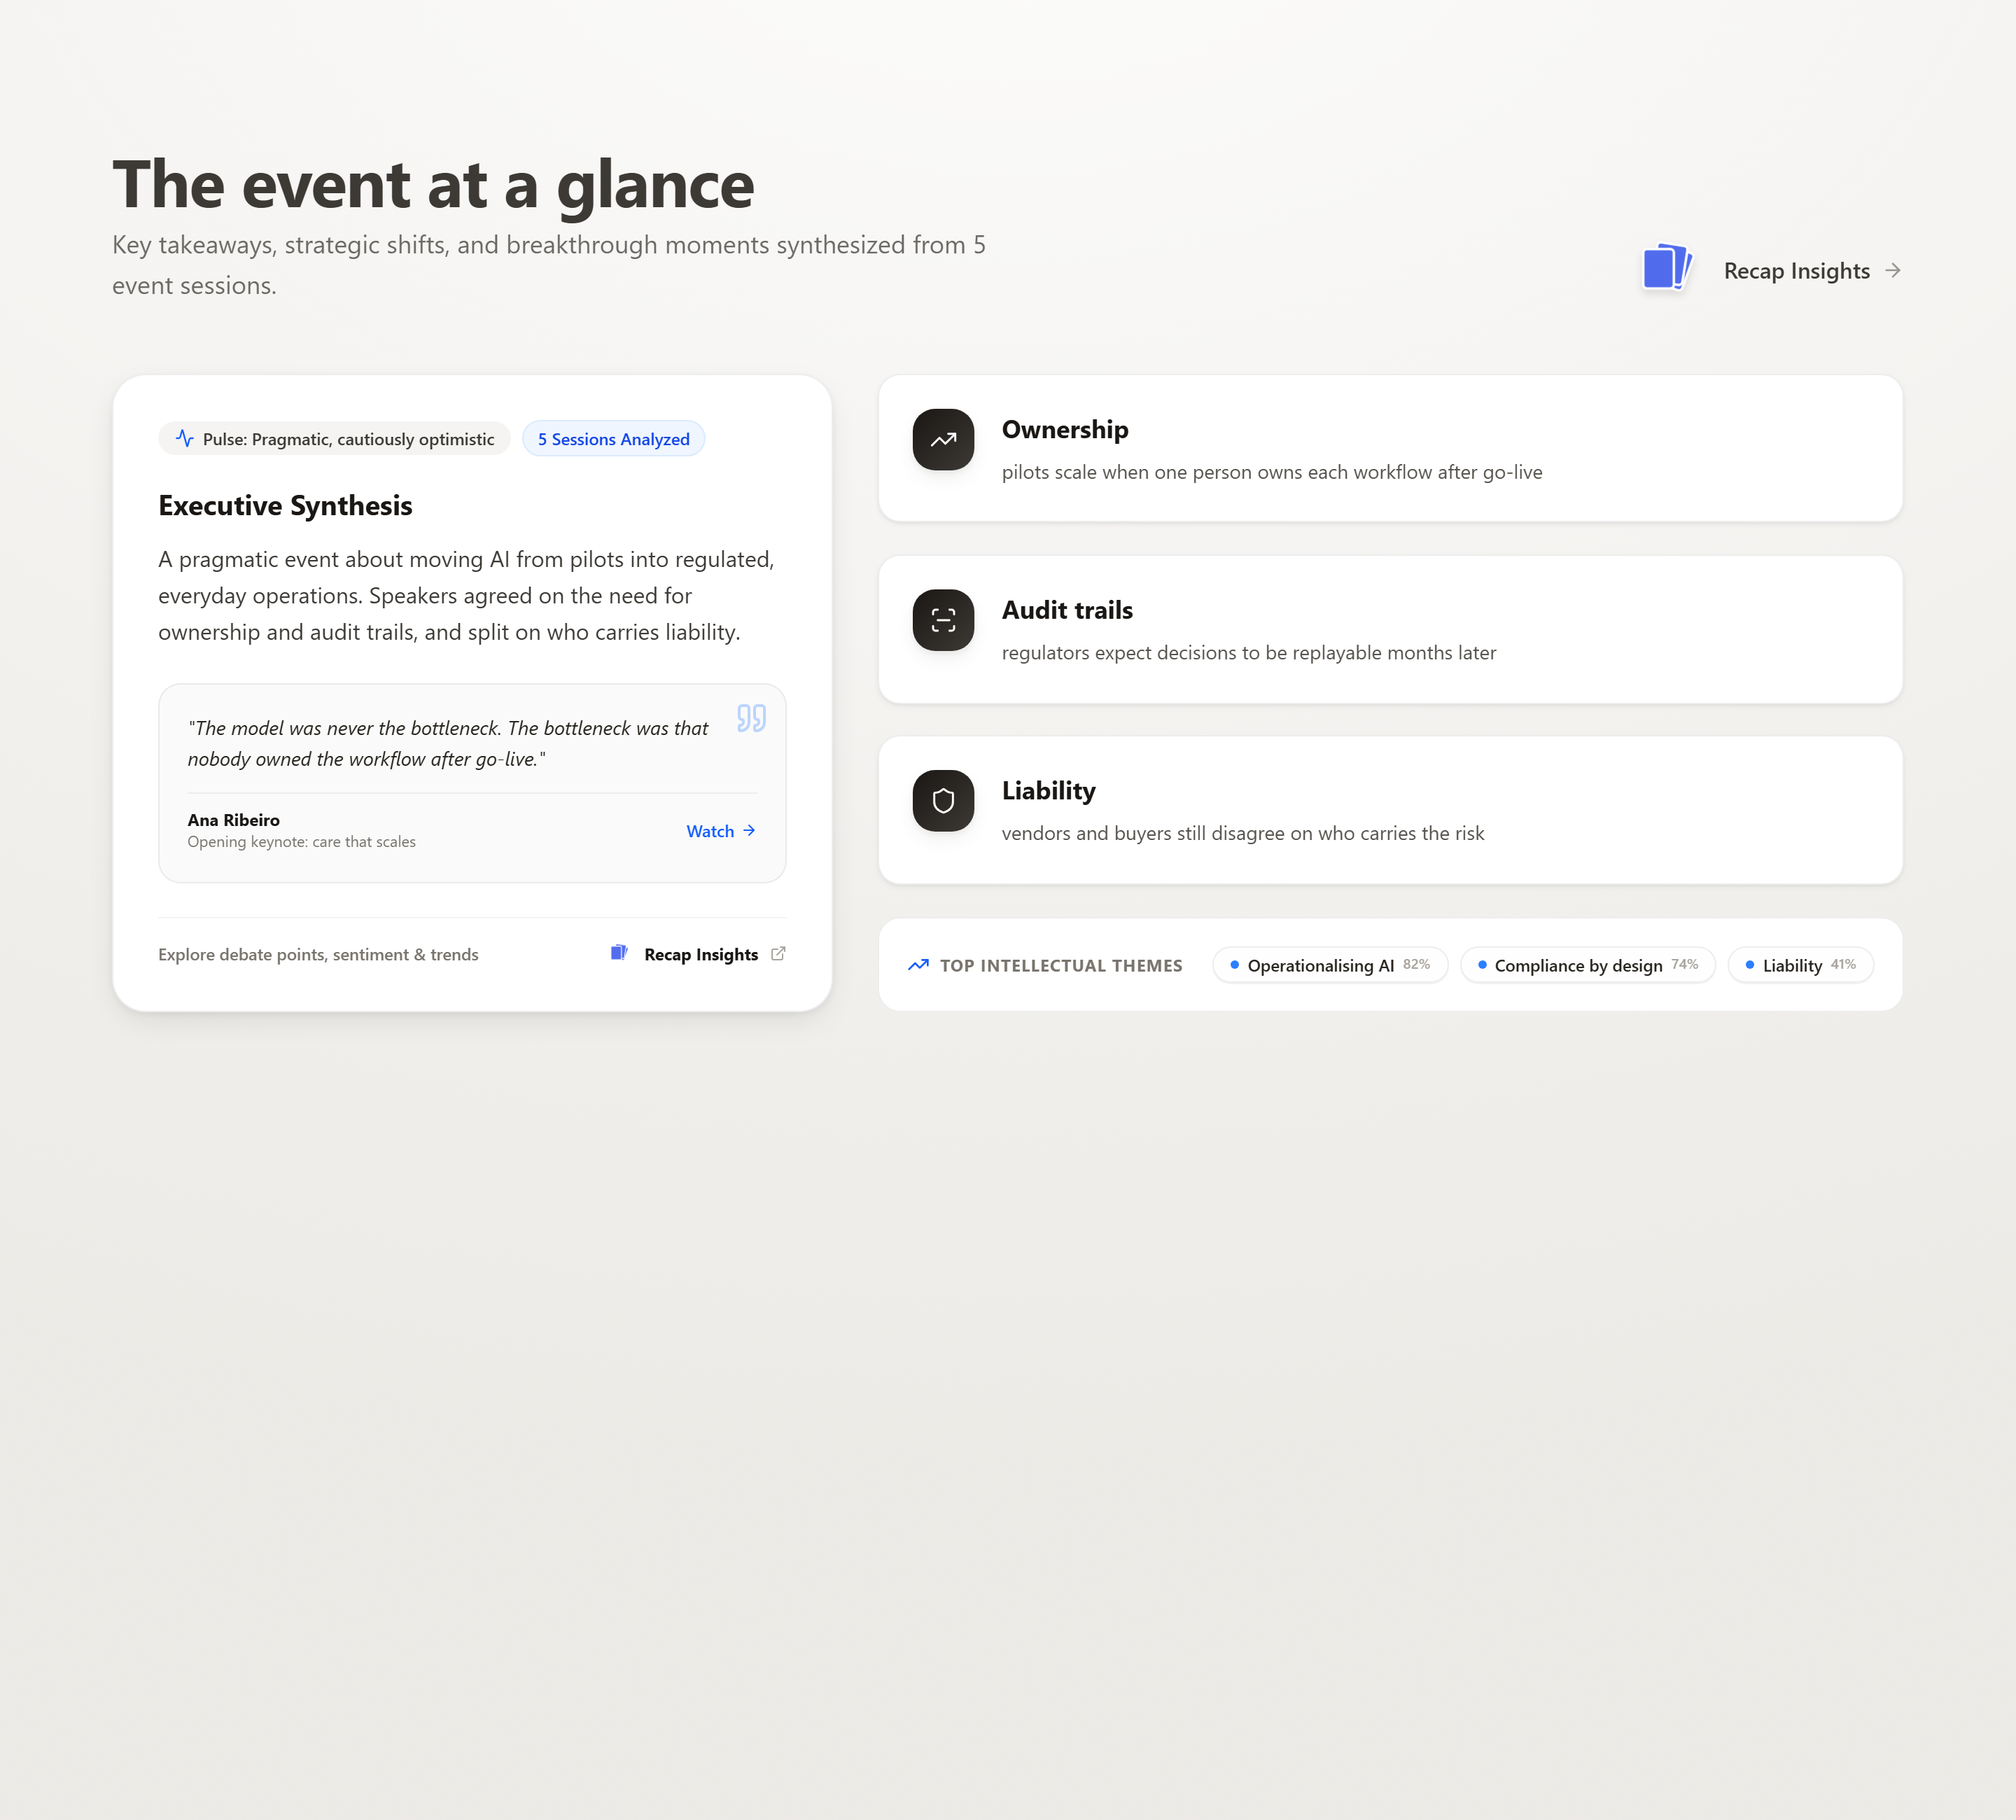 The event at a glance
Key takeaways, strategic shifts, and breakthrough moments synthesized from 5
event sessions.
Recap Insights
Pulse: Pragmatic, cautiously optimistic
5 Sessions Analyzed
Executive Synthesis
A pragmatic event about moving AI from pilots into regulated,
everyday operations. Speakers agreed on the need for
ownership and audit trails, and split on who carries liability.
"The model was never the bottleneck. The bottleneck was that
nobody owned the workflow after go-live."
Ana Ribeiro
Opening keynote: care that scales
Watch
Explore debate points, sentiment & trends
Recap Insights
Ownership
pilots scale when one person owns each workflow after go-live
Audit trails
regulators expect decisions to be replayable months later
Liability
vendors and buyers still disagree on who carries the risk
TOP INTELLECTUAL THEMES
Operationalising AI 82%
Compliance by design 74%
Liability 41%